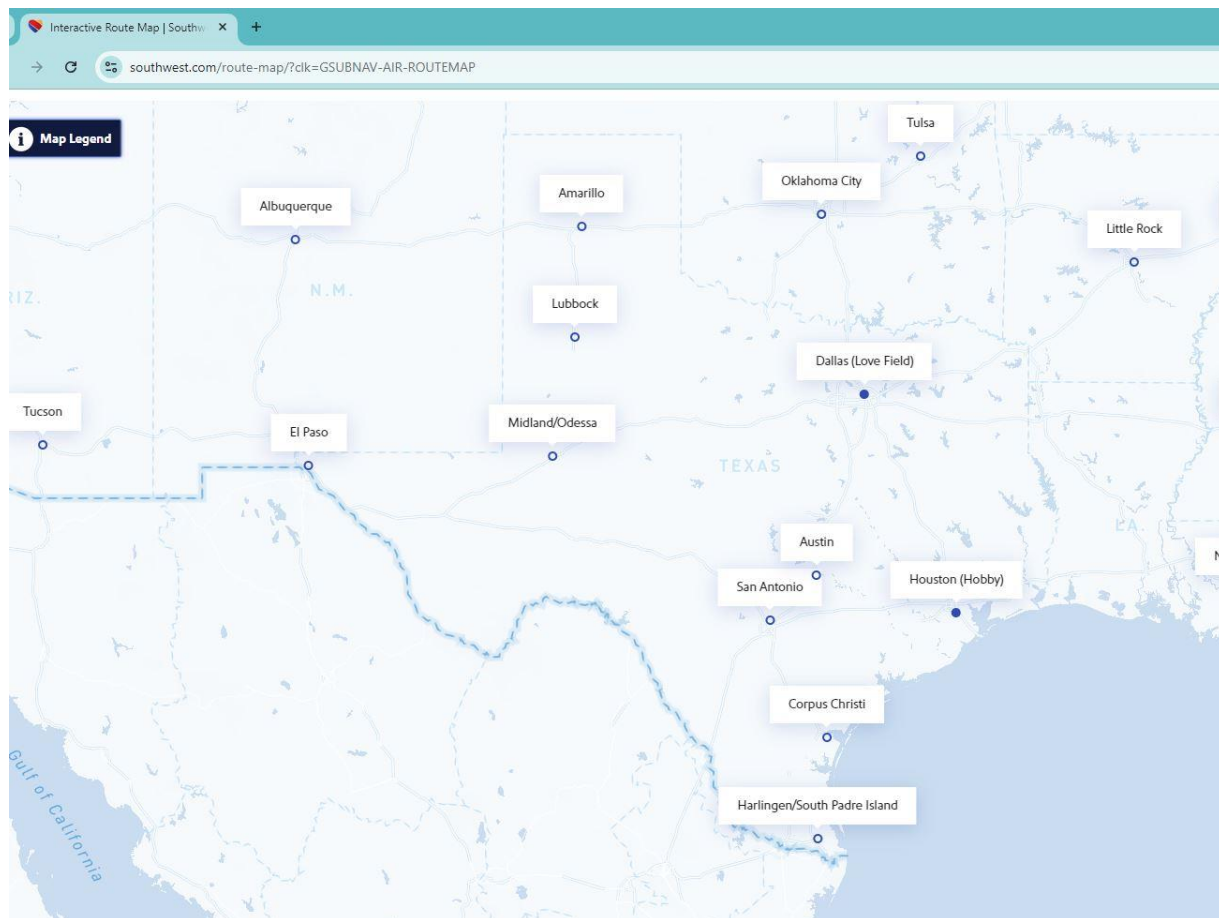 Interactive Route Map | Southw
southwest.com/route-map/?clk=GSUBNAV-AIR-ROUTEMAP
Map Legend
Tulsa
Oklahoma City
Amarillo
Albuquerque
Little Rock
N.M.
RIZ.
Lubbock
Dallas (Love Field)
Tucson
Midland/Odessa
El Paso
TEXAS
LA.
Austin
N
Houston (Hobby)
San Antonio
Corpus Christi
Harlingen/South Padre Island
Gulf of California